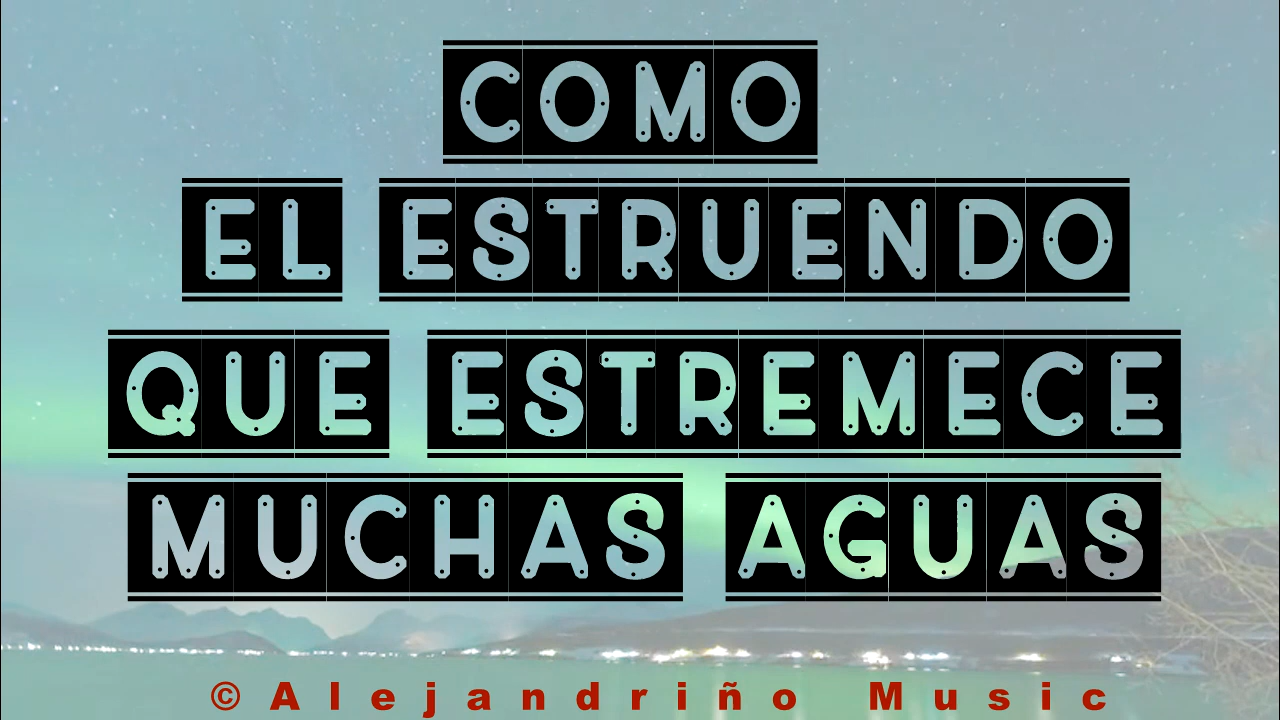 COMO
EL ESTRUENDO
QUE ESTREMECE
MUCHAS AGUAS
© Alejandriño Music